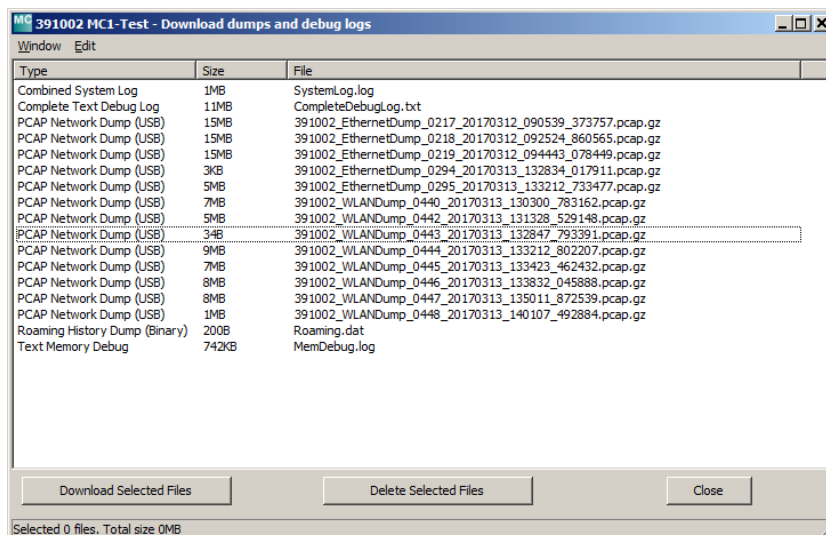 MC 391002 MC1-Test - Download dumps and debug logs
Window Edit
Type Size File
Combined System Log 1MB SystemLog.log
Complete Text Debug Log 11MB CompleteDebugLog.txt
PCAP Network Dump (USB) 15MB 391002_EthernetDump_0217_20170312_090539_373757.pcap.gz
PCAP Network Dump (USB) 15MB 391002_EthernetDump_0218_20170312_092524_860565.pcap.gz
PCAP Network Dump (USB) 15MB 391002_EthernetDump_0219_20170312_094443_078449.pcap.gz
PCAP Network Dump (USB) 3KB 391002_EthernetDump_0294_20170313_132834_017911.pcap.gz
PCAP Network Dump (USB) 5MB 391002_EthernetDump_0295_20170313_133212_733477.pcap.gz
PCAP Network Dump (USB) 7MB 391002_WLANDump_0440_20170313_130300_783162.pcap.gz
PCAP Network Dump (USB) 5MB 391002_WLANDump_0442_20170313_131328_529148.pcap.gz
PCAP Network Dump (USB) 34B 391002_WLANDump_0443_20170313_132847_793391.pcap.gz
PCAP Network Dump (USB) 9MB 391002_WLANDump_0444_20170313_133212_802207.pcap.gz
PCAP Network Dump (USB) 7MB 391002_WLANDump_0445_20170313_133423_462432.pcap.gz
PCAP Network Dump (USB) 8MB 391002_WLANDump_0446_20170313_133832_045888.pcap.gz
PCAP Network Dump (USB) 8MB 391002_WLANDump_0447_20170313_135011_872539.pcap.gz
PCAP Network Dump (USB) 1MB 391002_WLANDump_0448_20170313_140107_492884.pcap.gz
Roaming History Dump (Binary) 200B Roaming.dat
Text Memory Debug 742KB MemDebug.log
Download Selected Files Delete Selected Files Close
Selected 0 files. Total size 0MB